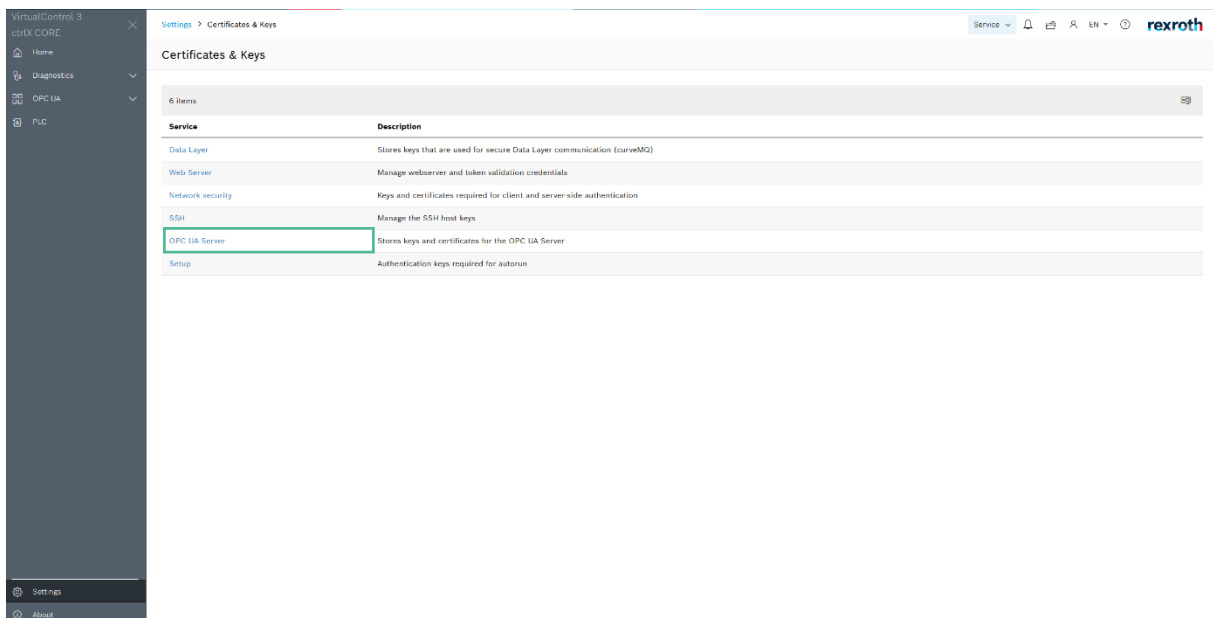 VirtualControl 3
ctrlX CORE
Home
Diagnostics
OPC UA
PLC
Settings
About
Settings > Certificates & Keys
Service
EN
rexroth
Certificates & Keys
6 items
Service Description
Data Layer Stores keys that are used for secure Data Layer communication (curveMQ)
Web Server Manage webserver and token validation credentials
Network security Keys and certificates required for client and server-side authentication
SSH Manage the SSH host keys
OPC UA Server Stores keys and certificates for the OPC UA Server
Setup Authentication keys required for autorun